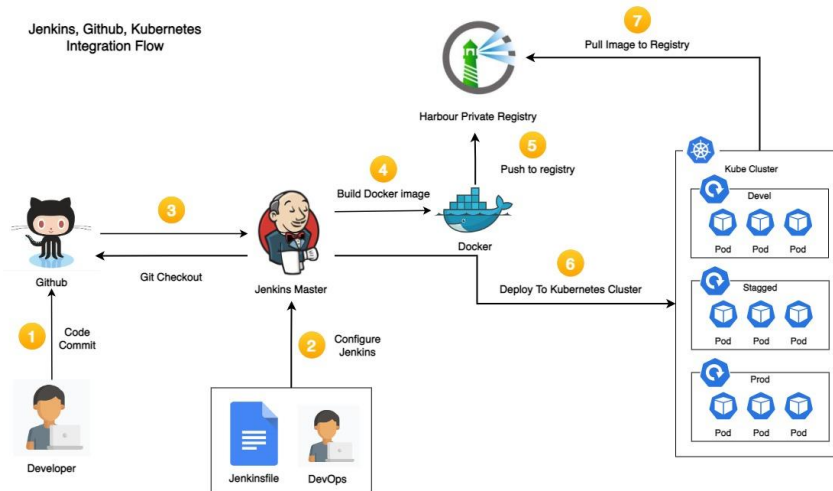 Jenkins, Github, Kubernetes
Integration Flow
7
Pull Image to Registry
Harbour Private Registry
5
Push to registry
4
Build Docker image
Docker
3
Git Checkout
Github
Jenkins Master
6
Deploy To Kubernetes Cluster
1
Code
Commit
Developer
2
Configure
Jenkins
Jenkinsfile
DevOps
Kube Cluster
Devel
Pod Pod Pod
Stagged
Pod Pod Pod
Prod
Pod Pod Pod